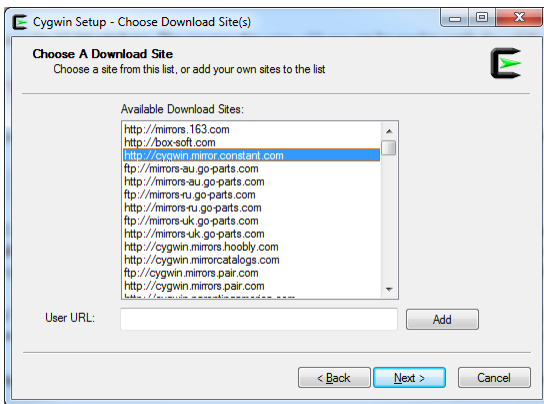 Cygwin Setup - Choose Download Site(s)
Choose A Download Site
Choose a site from this list, or add your own sites to the list
Available Download Sites:
http://mirrors.163.com
http://box-soft.com
http://cygwin.mirror.constant.com
ftp://mirrors-au.go-parts.com
http://mirrors-au.go-parts.com
ftp://mirrors-ru.go-parts.com
http://mirrors-ru.go-parts.com
ftp://mirrors-uk.go-parts.com
http://mirrors-uk.go-parts.com
http://cygwin.mirrors.hoobly.com
http://cygwin.mirrorcatalogs.com
ftp://cygwin.mirrors.pair.com
http://cygwin.mirrors.pair.com
User URL:
Add
< Back
Next >
Cancel